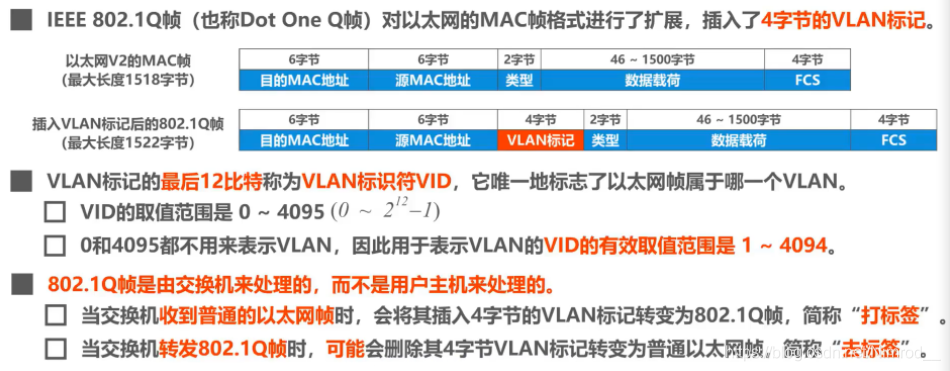 IEEE 802.1Q帧（也称Dot One Q帧）对以太网的MAC帧格式进行了扩展，插入了4字节的VLAN标记。
6字节 6字节 2字节 46 ~ 1500字节 4字节
以太网V2的MAC帧
(最大长度1518字节)
目的MAC地址 源MAC地址 类型 数据载荷 FCS
6字节 6字节 4字节 2字节 46 ~ 1500字节 4字节
插入VLAN标记后的802.1Q帧
(最大长度1522字节)
目的MAC地址 源MAC地址 VLAN标记 类型 数据载荷 FCS
VLAN标记的最后12比特称为VLAN标识符VID，它唯一地标志了以太网帧属于哪一个VLAN。
VID的取值范围是 0 ~ 4095 (0 ~ 2^12–1)
0和4095都不用来表示VLAN，因此用于表示VLAN的VID的有效取值范围是 1 ~ 4094。
802.1Q帧是由交换机来处理的，而不是用户主机来处理的。
当交换机收到普通的以太网帧时，会将其插入4字节的VLAN标记转变为802.1Q帧，简称“打标签”。
当交换机转发802.1Q帧时，可能会删除其4字节VLAN标记转变为普通以太网帧，简称“去标签”。